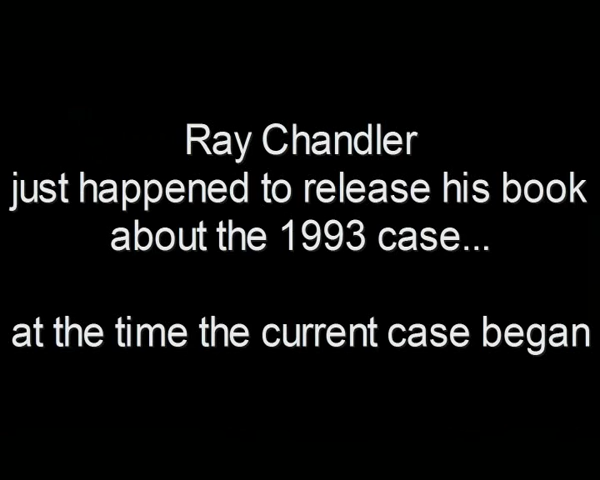 Ray Chandler
just happened to release his book
about the 1993 case...
at the time the current case began